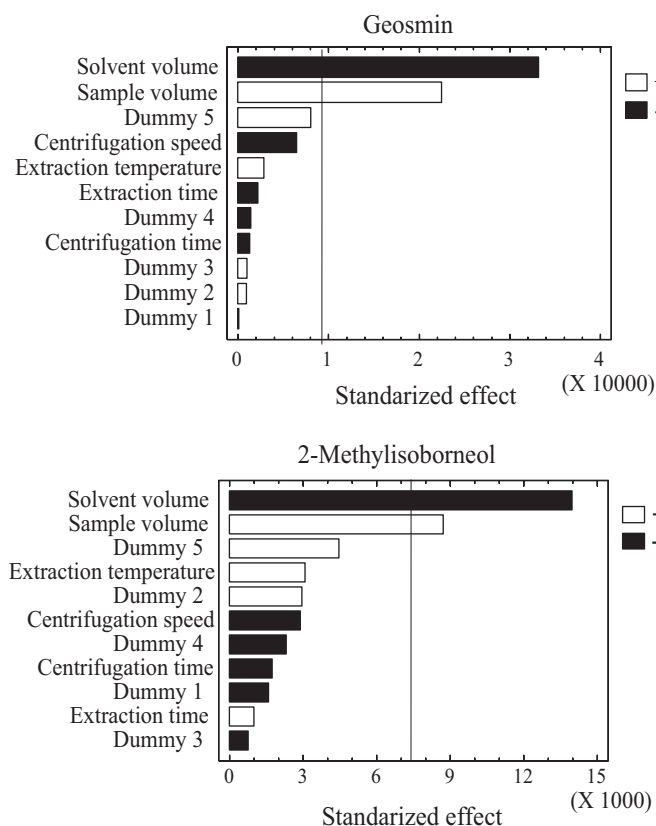 Geosmin
Solvent volume
Sample volume
Dummy 5
Centrifugation speed
Extraction temperature
Extraction time
Dummy 4
Centrifugation time
Dummy 3
Dummy 2
Dummy 1
0 1 2 3 4
(X 10000)
Standarized effect
2-Methylisoborneol
Solvent volume
Sample volume
Dummy 5
Extraction temperature
Dummy 2
Centrifugation speed
Dummy 4
Centrifugation time
Dummy 1
Extraction time
Dummy 3
0 3 6 9 12 15
(X 1000)
Standarized effect